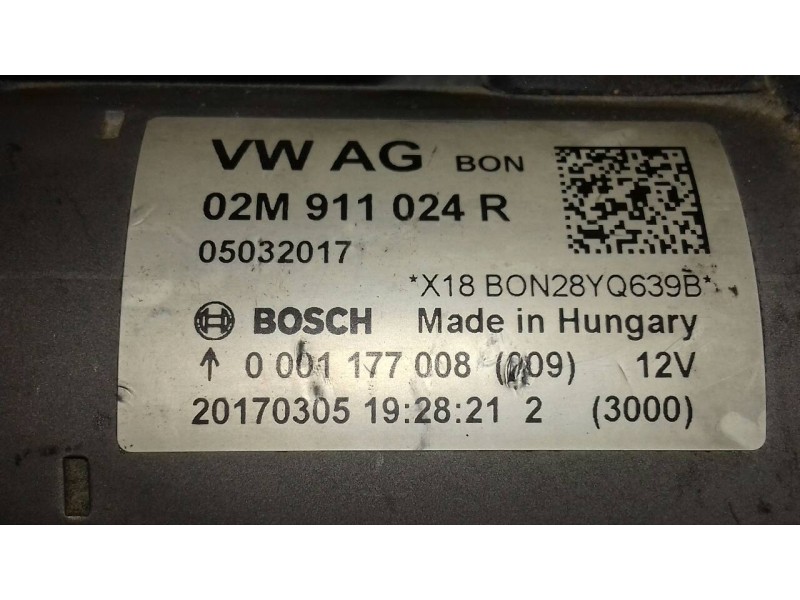 VW AG BON
02M 911 024 R
05032017
*X18 BON28YQ639B*
BOSCH Made in Hungary
↑ 0 001 177 008 (009) 12V
20170305 19:28:21 2 (3000)